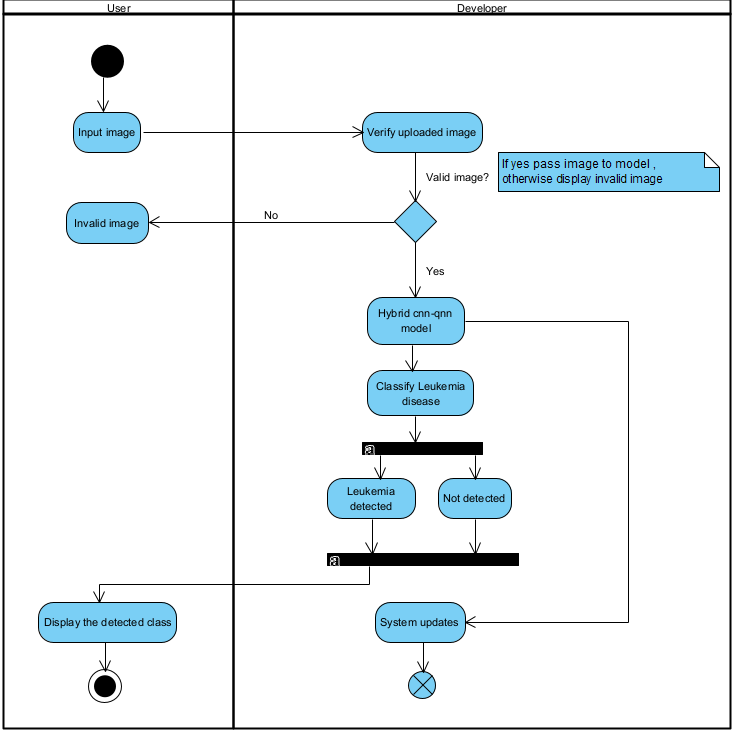 User
Developer
Input image
Verify uploaded image
Valid image?
If yes pass image to model ,
otherwise display invalid image
Invalid image
No
Yes
Hybrid cnn-qnn
model
Classify Leukemia
disease
Leukemia
detected
Not detected
Display the detected class
System updates